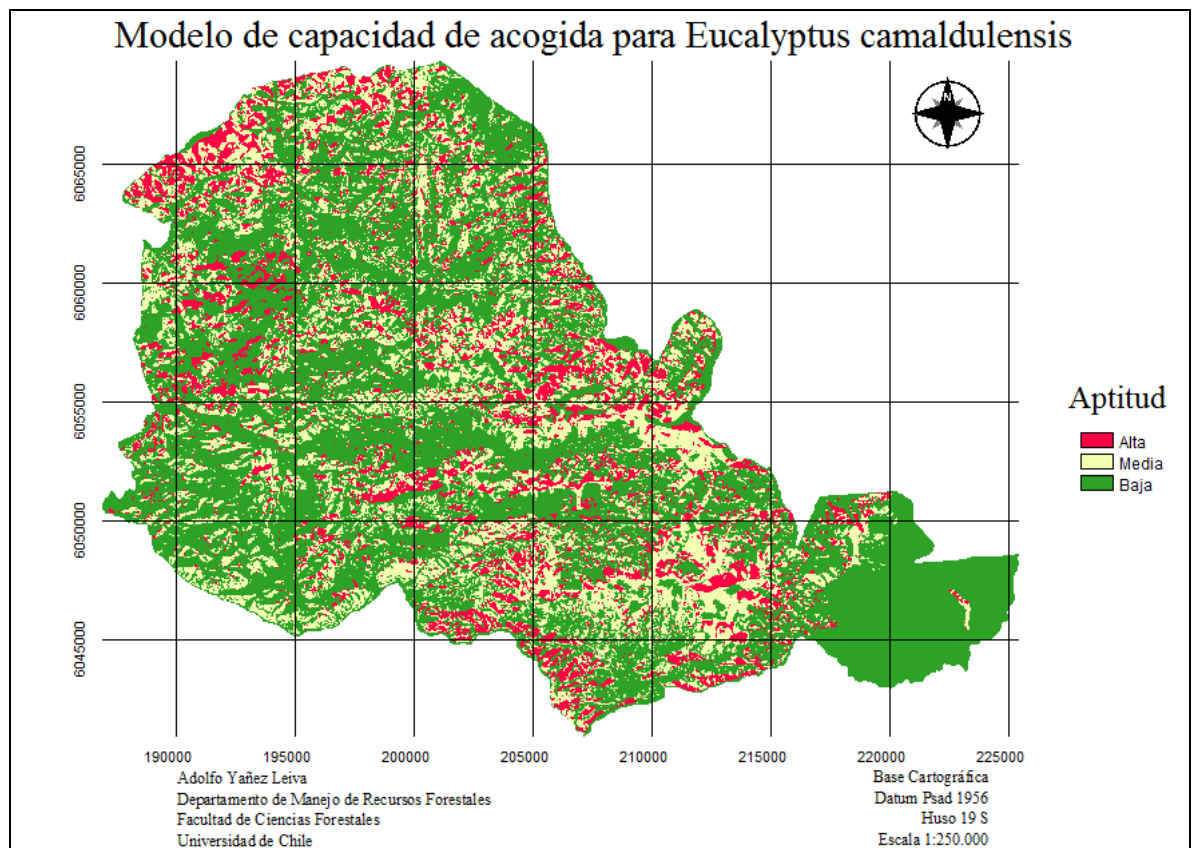 Modelo de capacidad de acogida para Eucalyptus camaldulensis
6065000
6060000
6055000
6050000
6045000
Aptitud
Alta
Media
Baja
190000 195000 200000 205000 210000 215000 220000 225000
Adolfo Yañez Leiva
Departamento de Manejo de Recursos Forestales
Facultad de Ciencias Forestales
Universidad de Chile
Base Cartográfica
Datum Psad 1956
Huso 19 S
Escala 1:250.000